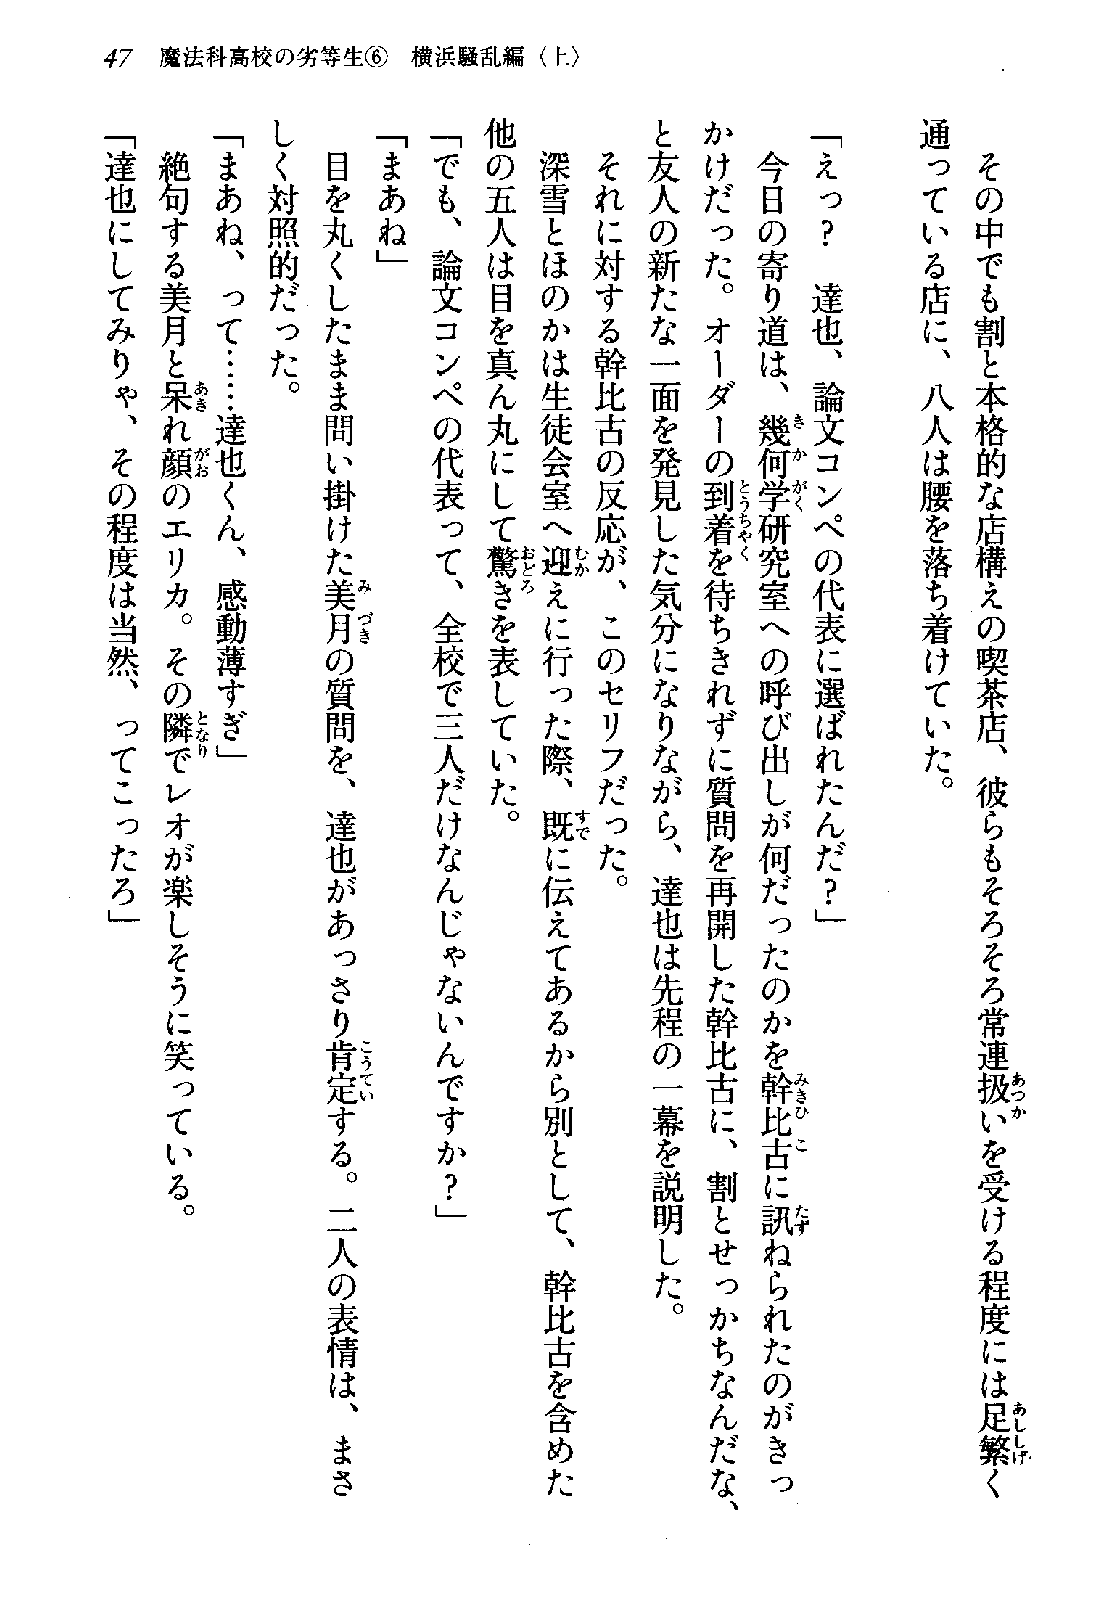 47 魔法科高校の劣等生⑥ 横浜騒乱編〈上〉
その中でも割と本格的な店構えの喫茶店、彼らもそろそろ常連扱いを受ける程度には足繁く
通っている店に、八人は腰を落ち着けていた。
「えっ? 達也、論文コンペの代表に選ばれたんだ?」
今日の寄り道は、幾何学研究室への呼び出しが何だったのかを幹比古に訊ねられたのがきっ
かけだった。オーダーの到着を待ちきれずに質問を再開した幹比古に、割とせっかちなんだな、
と友人の新たな一面を発見した気分になりながら、達也は先程の一幕を説明した。
それに対する幹比古の反応が、このセリフだった。
深雪とほのかは生徒会室へ迎えに行った際、既に伝えてあるから別として、幹比古を含めた
他の五人は目を真ん丸にして驚きを表していた。
「でも、論文コンペの代表って、全校で三人だけなんじゃないんですか?」
「まあね」
目を丸くしたまま問い掛けた美月の質問を、達也があっさり肯定する。二人の表情は、まさ
しく対照的だった。
「まあね、って……達也くん、感動薄すぎ」
絶句する美月と呆れ顔のエリカ。その隣でレオが楽しそうに笑っている。
「達也にしてみりゃ、その程度は当然、ってこったろ」